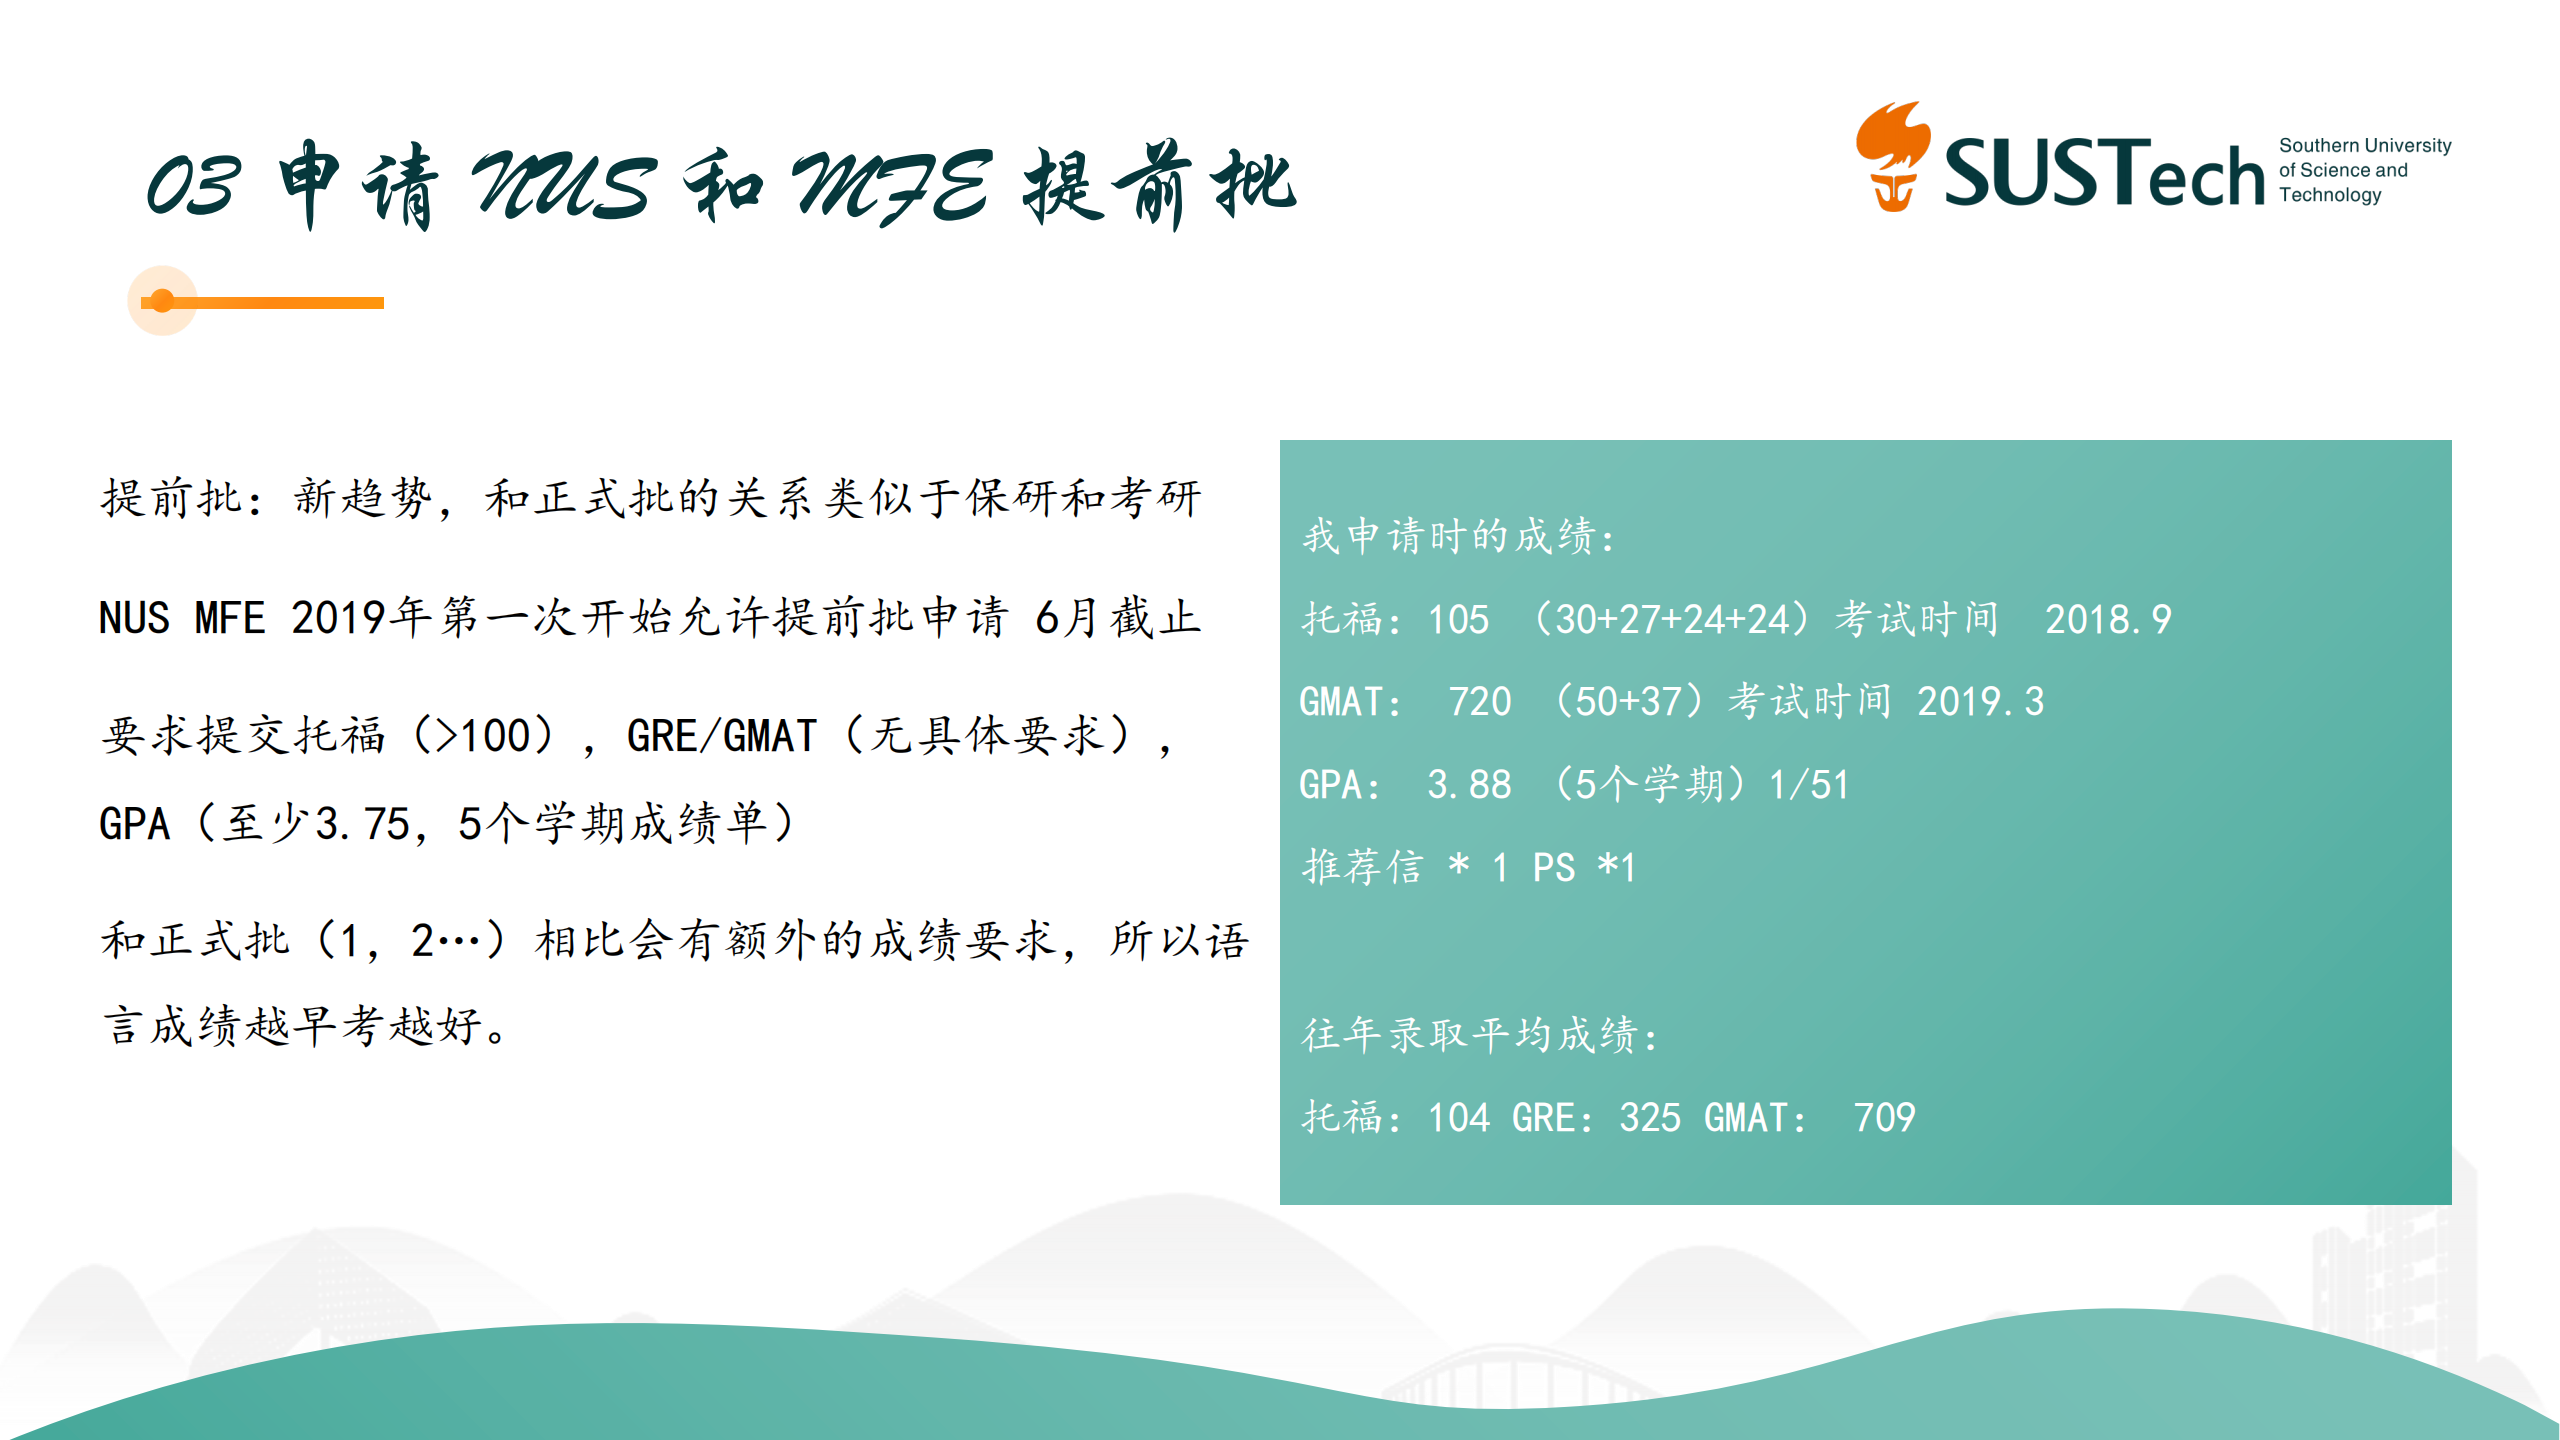 03 申请 NUS 和 MFE 提前批
SUSTech
Southern University
of Science and
Technology
提前批：新趋势，和正式批的关系类似于保研和考研
NUS MFE 2019年第一次开始允许提前批申请 6月截止
要求提交托福（>100），GRE/GMAT（无具体要求），
GPA（至少3.75，5个学期成绩单）
和正式批（1，2…）相比会有额外的成绩要求，所以语
言成绩越早考越好。
我申请时的成绩：
托福：105 （30+27+24+24）考试时间  2018.9
GMAT： 720 （50+37）考试时间 2019.3
GPA： 3.88 （5个学期）1/51
推荐信 * 1 PS *1
往年录取平均成绩：
托福：104 GRE：325 GMAT： 709